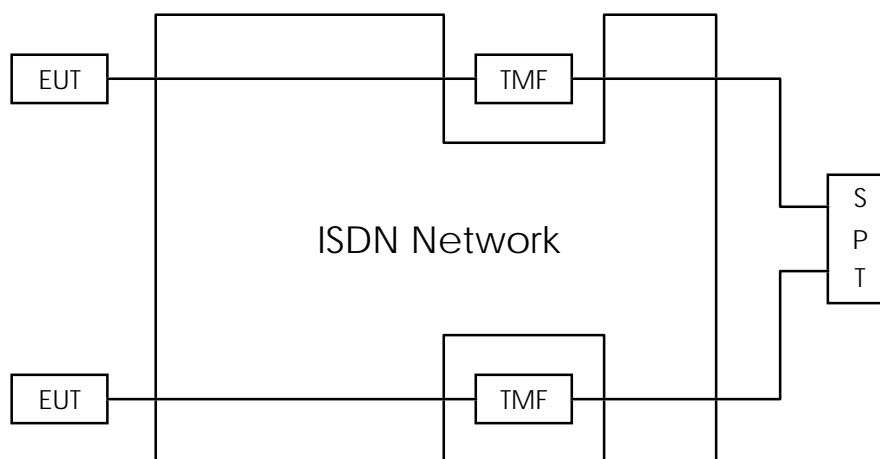 EUT
TMF
S
P
T
ISDN Network
EUT
TMF